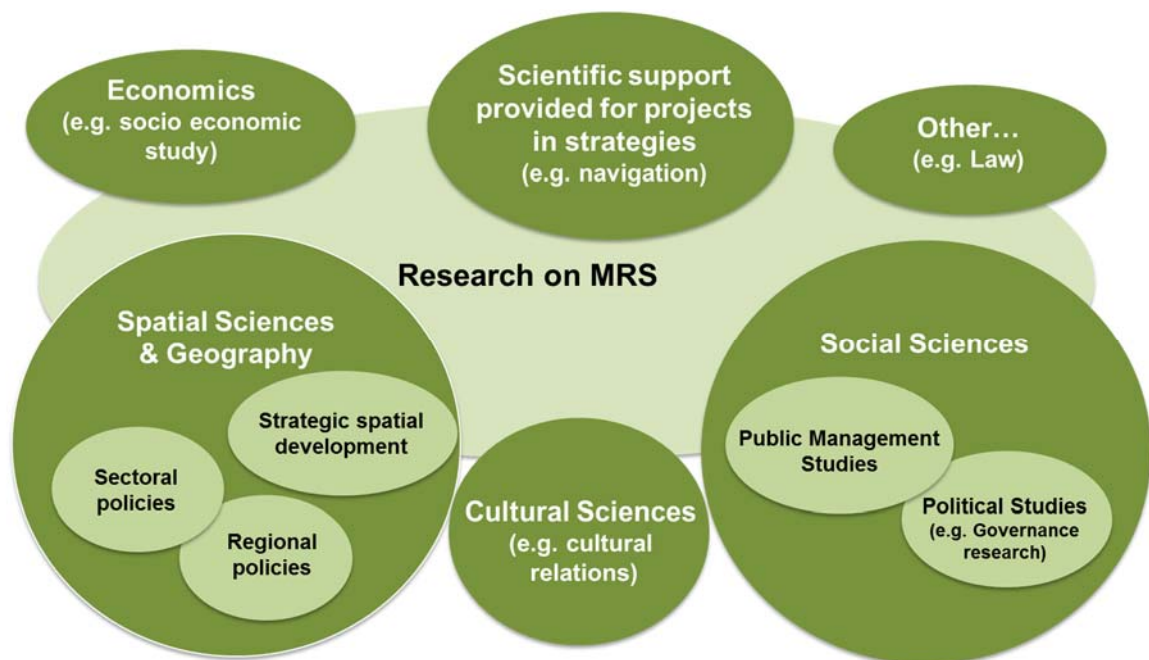 Economics
(e.g. socio economic
study)
Scientific support
provided for projects
in strategies
(e.g. navigation)
Other...
(e.g. Law)
Research on MRS
Spatial Sciences
& Geography
Strategic spatial
development
Sectoral
policies
Regional
policies
Cultural Sciences
(e.g. cultural
relations)
Social Sciences
Public Management
Studies
Political Studies
(e.g. Governance
research)